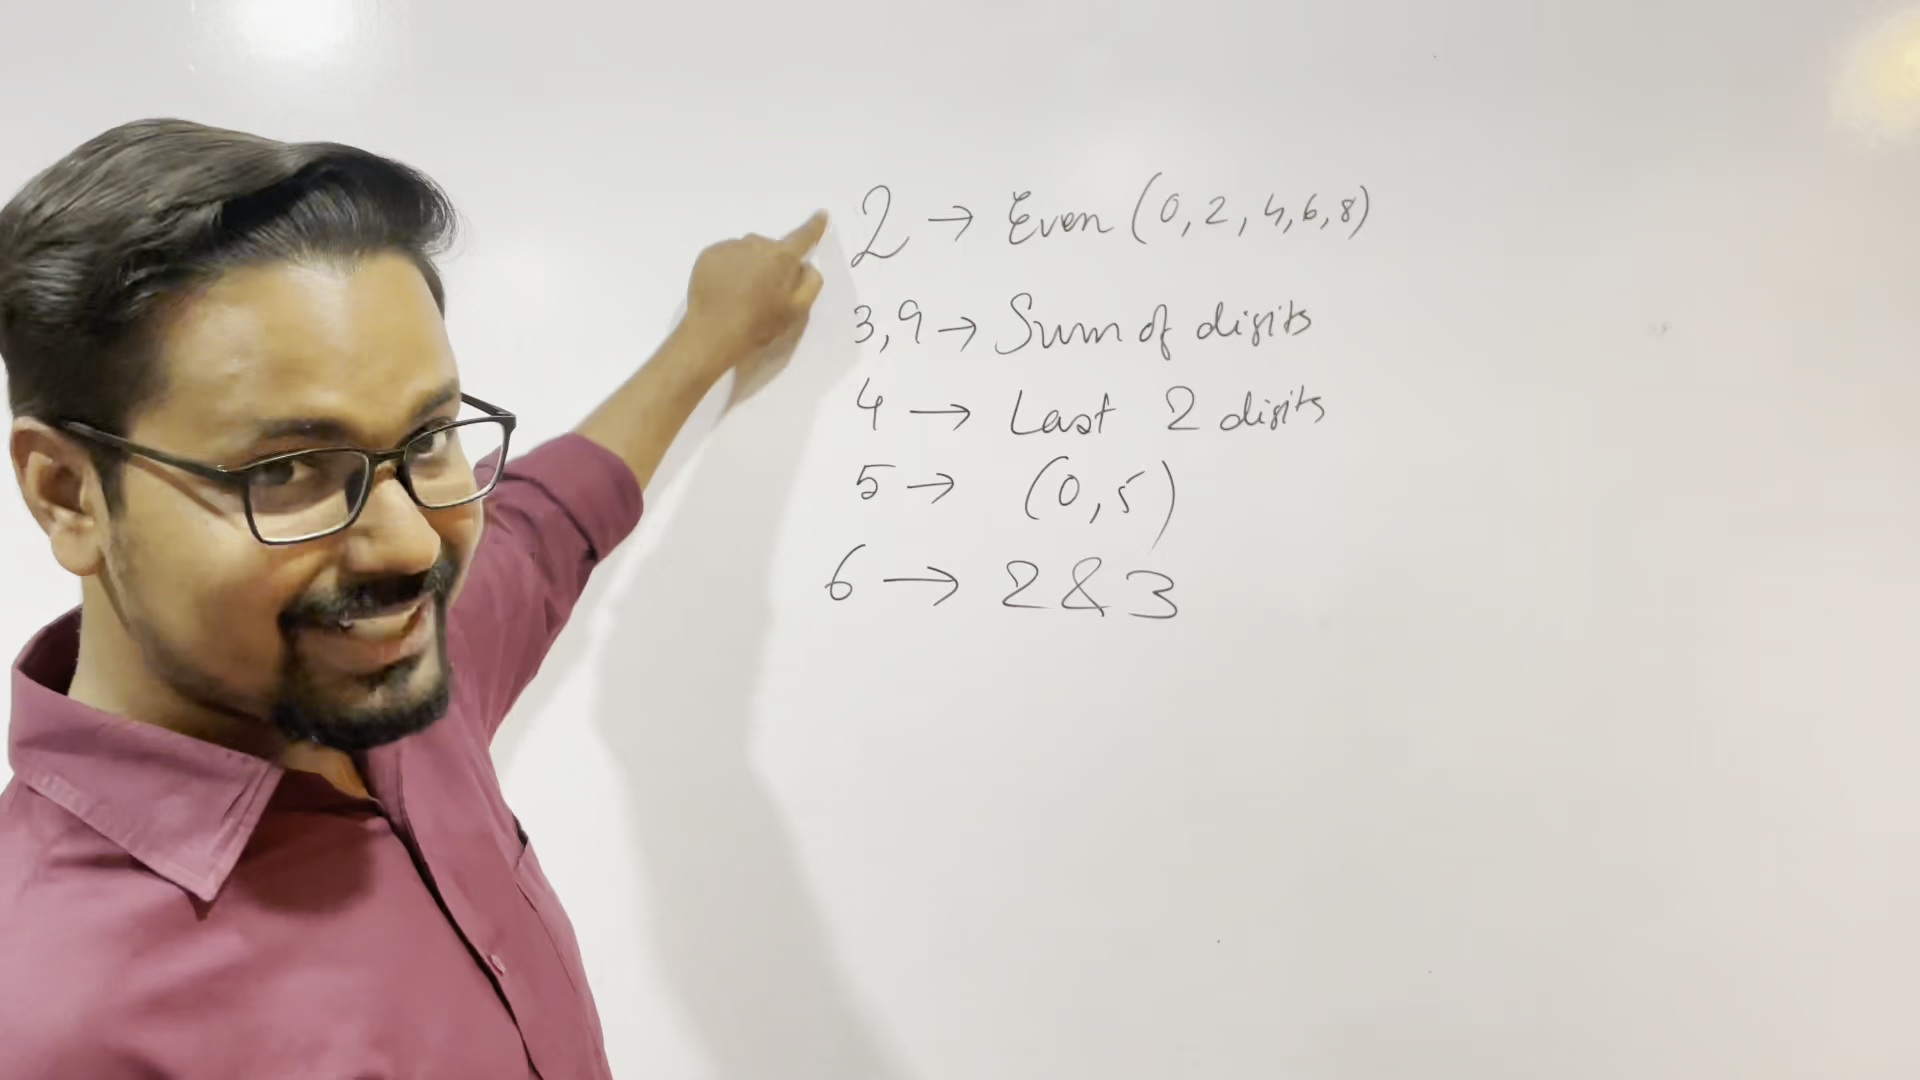 2 → Even (0, 2, 4, 6, 8)
3, 9 → Sum of digits
4 → Last 2 digits
5 → (0, 5)
6 → 2 & 3